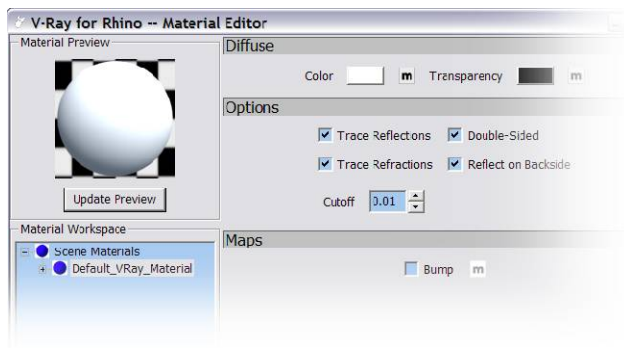 V-Ray for Rhino -- Material Editor
Material Preview
Update Preview
Material Workspace
Scene Materials
Default_VRay_Material
Diffuse
Color m Transparency m
Options
Trace Reflections Double-Sided
Trace Refractions Reflect on Backside
Cutoff 0.01
Maps
Bump m